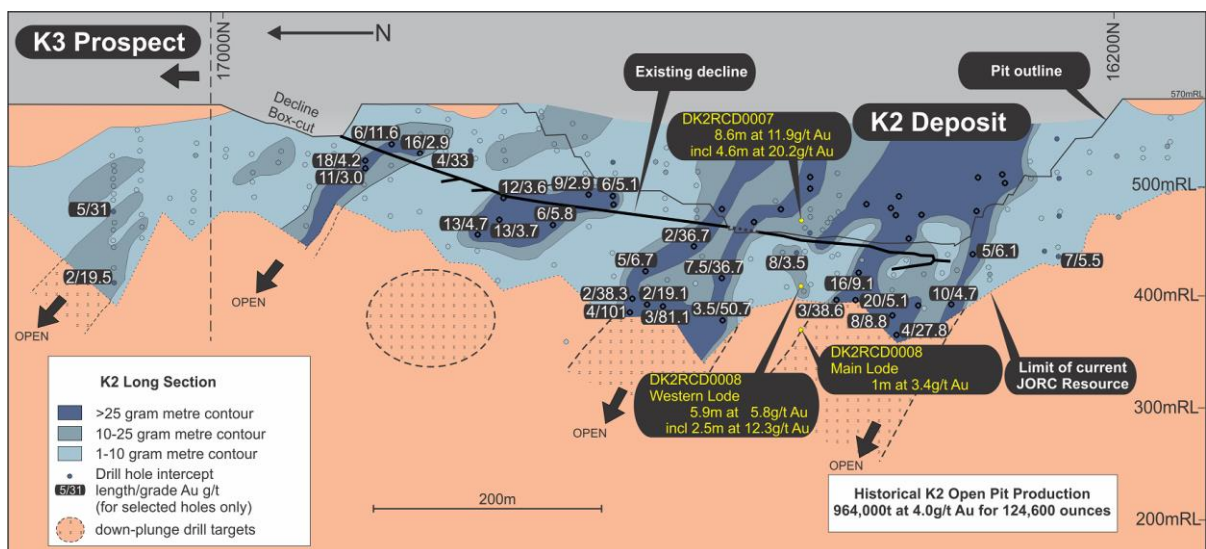 K3 Prospect
17000N
N
16200N
Existing decline
Pit outline
570mRL
Decline
Box-cut
DK2RCD0007
8.6m at 11.9g/t Au
incl 4.6m at 20.2g/t Au
K2 Deposit
6/11.6
16/2.9
4/33
18/4.2
11/3.0
12/3.6
9/2.9
6/5.1
500mRL
5/31
13/4.7
13/3.7
6/5.8
2/36.7
5/6.7
7.5/36.7
8/3.5
5/6.1
7/5.5
2/19.5
16/9.1
2/38.3
2/19.1
20/5.1
10/4.7
400mRL
4/101
3/81.1
3.5/50.7
3/38.6
8/8.8
4/27.8
OPEN
OPEN
DK2RCD0008
Western Lode
5.9m at 5.8g/t Au
incl 2.5m at 12.3g/t Au
DK2RCD0008
Main Lode
1m at 3.4g/t Au
Limit of current
JORC Resource
300mRL
OPEN
OPEN
K2 Long Section
>25 gram metre contour
10-25 gram metre contour
1-10 gram metre contour
Drill hole intercept
5/31 length/grade Au g/t
(for selected holes only)
down-plunge drill targets
200m
Historical K2 Open Pit Production
964,000t at 4.0g/t Au for 124,600 ounces
200mRL